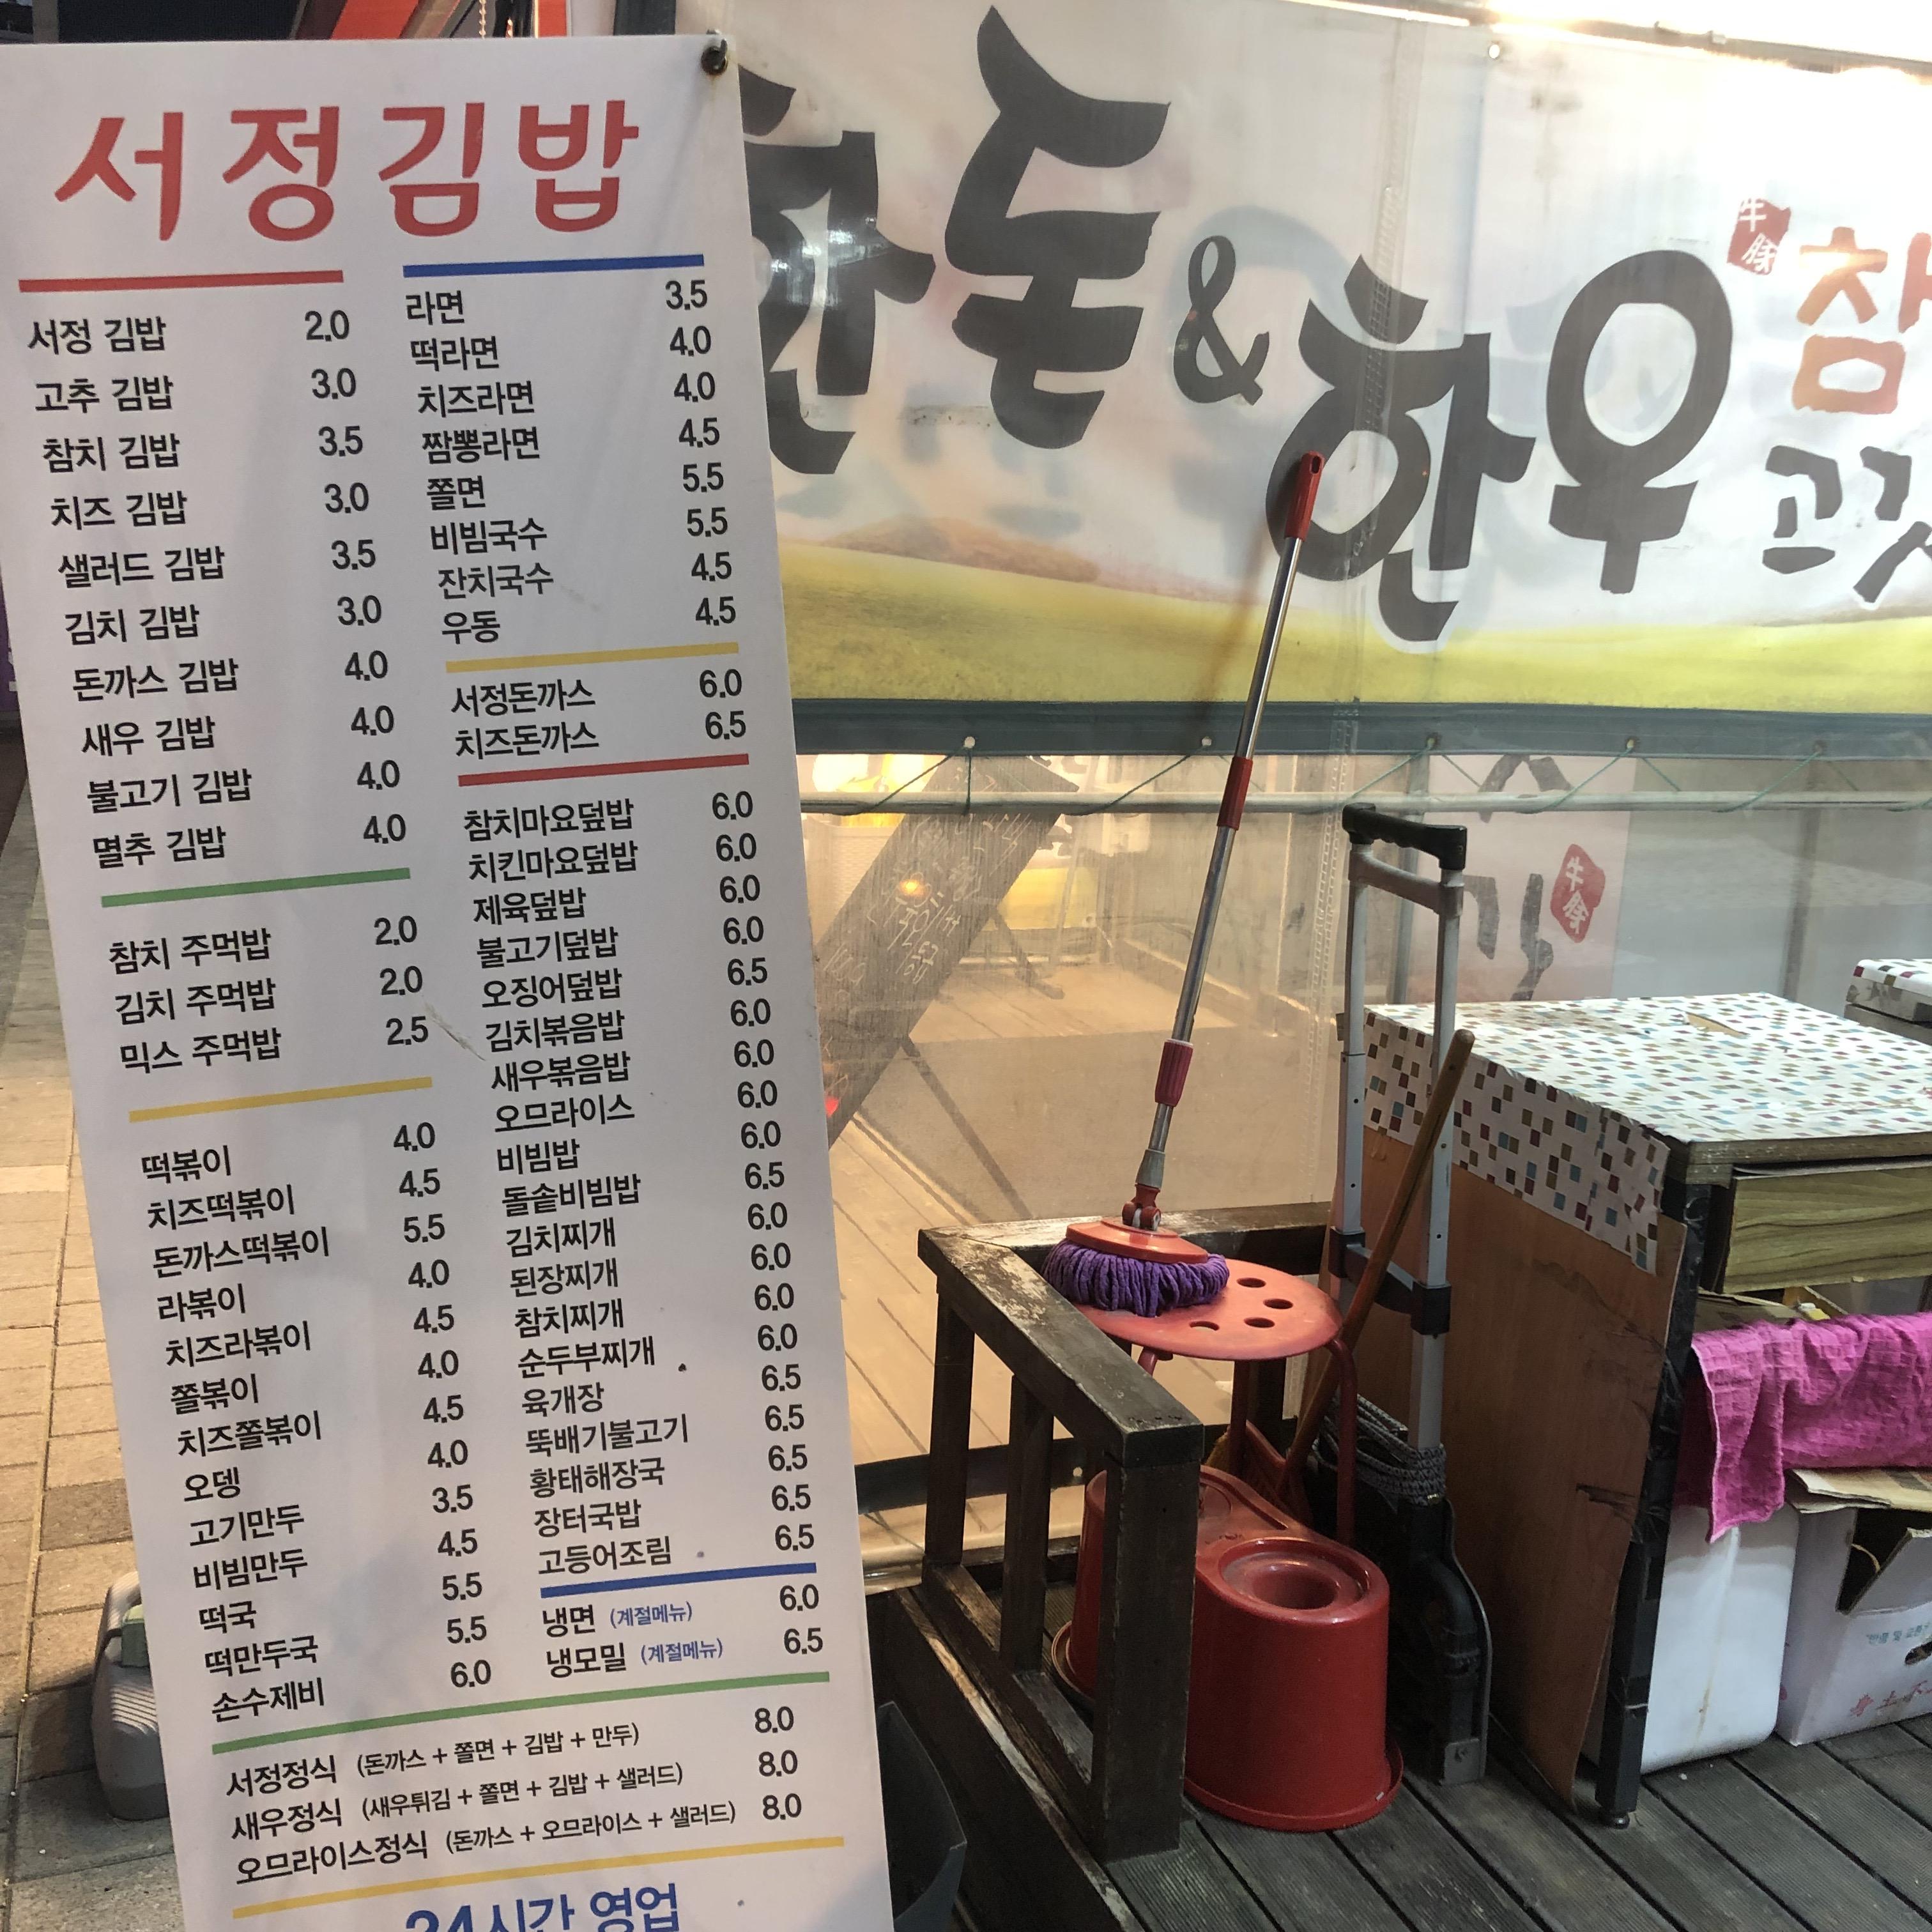 서정김밥
서정 김밥 2.0
고추 김밥 3.0
참치 김밥 3.5
치즈 김밥 3.0
샐러드 김밥 3.5
김치 김밥 3.0
돈까스 김밥 4.0
새우 김밥 4.0
불고기 김밥 4.0
멸추 김밥 4.0
참치 주먹밥 2.0
김치 주먹밥 2.0
믹스 주먹밥 2.5
떡볶이 4.0
치즈떡볶이 4.5
돈까스떡볶이 5.5
라볶이 4.0
치즈라볶이 4.5
쫄볶이 4.0
치즈쫄볶이 4.5
오뎅 4.0
고기만두 3.5
비빔만두 4.5
떡국 5.5
떡만두국 5.5
손수제비 6.0
라면 3.5
떡라면 4.0
치즈라면 4.0
짬뽕라면 4.5
쫄면 5.5
비빔국수 5.5
잔치국수 4.5
우동 4.5
서정돈까스 6.0
치즈돈까스 6.5
참치마요덮밥 6.0
치킨마요덮밥 6.0
제육덮밥 6.0
불고기덮밥 6.0
오징어덮밥 6.5
김치볶음밥 6.0
새우볶음밥 6.0
오므라이스 6.0
비빔밥 6.0
돌솥비빔밥 6.5
김치찌개 6.0
된장찌개 6.0
참치찌개 6.0
순두부찌개 6.0
육개장 6.5
뚝배기불고기 6.5
황태해장국 6.5
장터국밥 6.5
고등어조림 6.5
냉면 (계절메뉴) 6.0
냉모밀 (계절메뉴) 6.5
서정정식 (돈까스 + 쫄면 + 김밥 + 만두) 8.0
새우정식 (새우튀김 + 쫄면 + 김밥 + 샐러드) 8.0
오므라이스정식 (돈까스 + 오므라이스 + 샐러드) 8.0
24시간 영업
한돈 & 한우
牛豚
참
牛豚